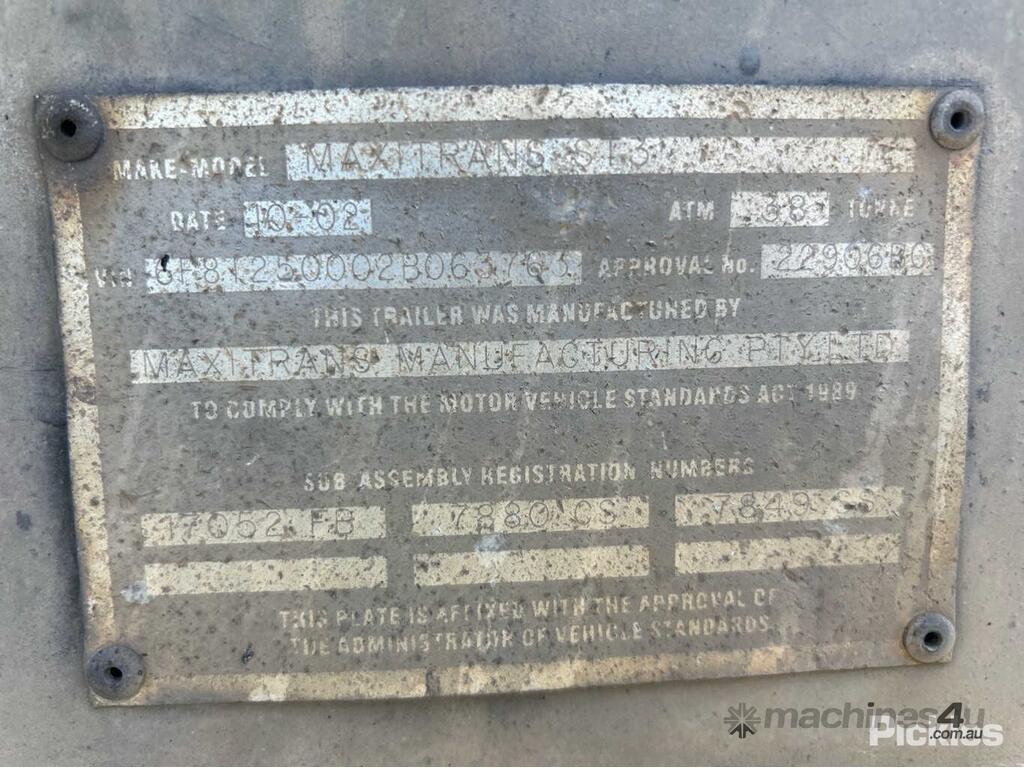 MAKE-MODEL MAXITRANS ST3
DATE 10 02 ATM 38 TONNE
VIN APPROVAL No.
THIS TRAILER WAS MANUFACTURED BY
MAXITRANS MANUFACTURING PTY LTD
TO COMPLY WITH THE MOTOR VEHICLE STANDARDS ACT 1989
SUB ASSEMBLY REGISTRATION NUMBERS
17052 FB 7880 CS 7849 SS
THIS PLATE IS AFFIXED WITH THE APPROVAL OF
THE ADMINISTRATOR OF VEHICLE STANDARDS
machines4u
.com.au
Pickles